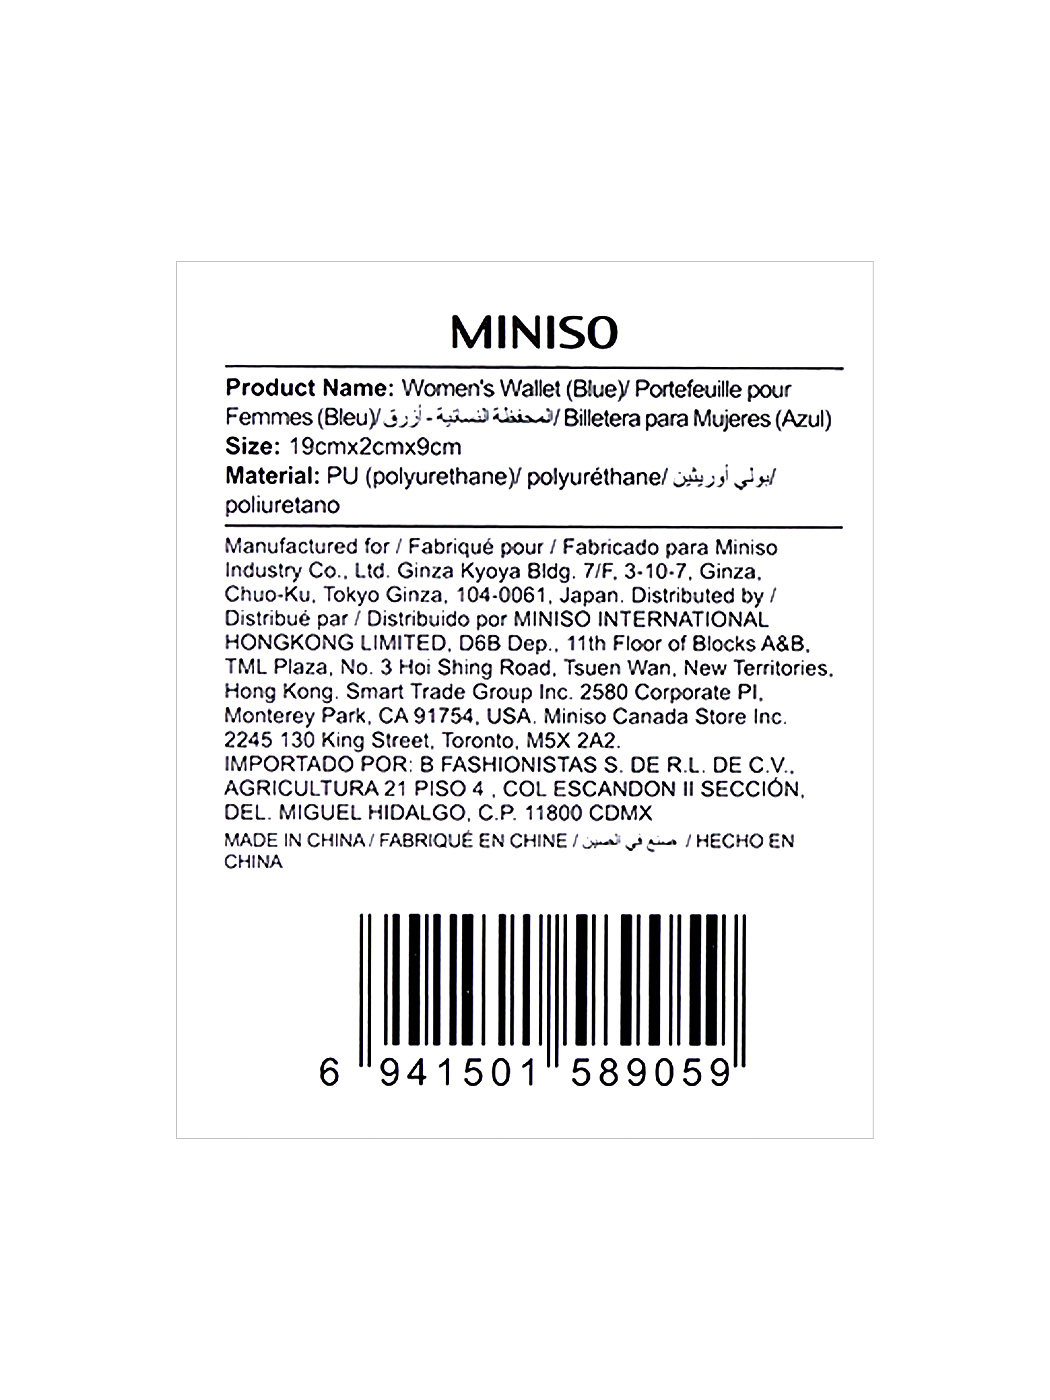 MINISO
Product Name: Women's Wallet (Blue)/ Portefeuille pour
Femmes (Bleu)/ المحفظة النسائية - أزرق/ Billetera para Mujeres (Azul)
Size: 19cmx2cmx9cm
Material: PU (polyurethane)/ polyuréthane/ بولي أوريثين/
poliuretano
Manufactured for / Fabriqué pour / Fabricado para Miniso
Industry Co., Ltd. Ginza Kyoya Bldg. 7/F, 3-10-7, Ginza,
Chuo-Ku, Tokyo Ginza, 104-0061, Japan. Distributed by /
Distribué par / Distribuido por MINISO INTERNATIONAL
HONGKONG LIMITED, D6B Dep., 11th Floor of Blocks A&B,
TML Plaza, No. 3 Hoi Shing Road, Tsuen Wan, New Territories,
Hong Kong. Smart Trade Group Inc. 2580 Corporate Pl,
Monterey Park, CA 91754, USA. Miniso Canada Store Inc.
2245 130 King Street, Toronto, M5X 2A2.
IMPORTADO POR: B FASHIONISTAS S. DE R.L. DE C.V.,
AGRICULTURA 21 PISO 4 , COL ESCANDON II SECCIÓN,
DEL. MIGUEL HIDALGO, C.P. 11800 CDMX
MADE IN CHINA / FABRIQUÉ EN CHINE / صنع في الصين / HECHO EN
CHINA
6 941501 589059